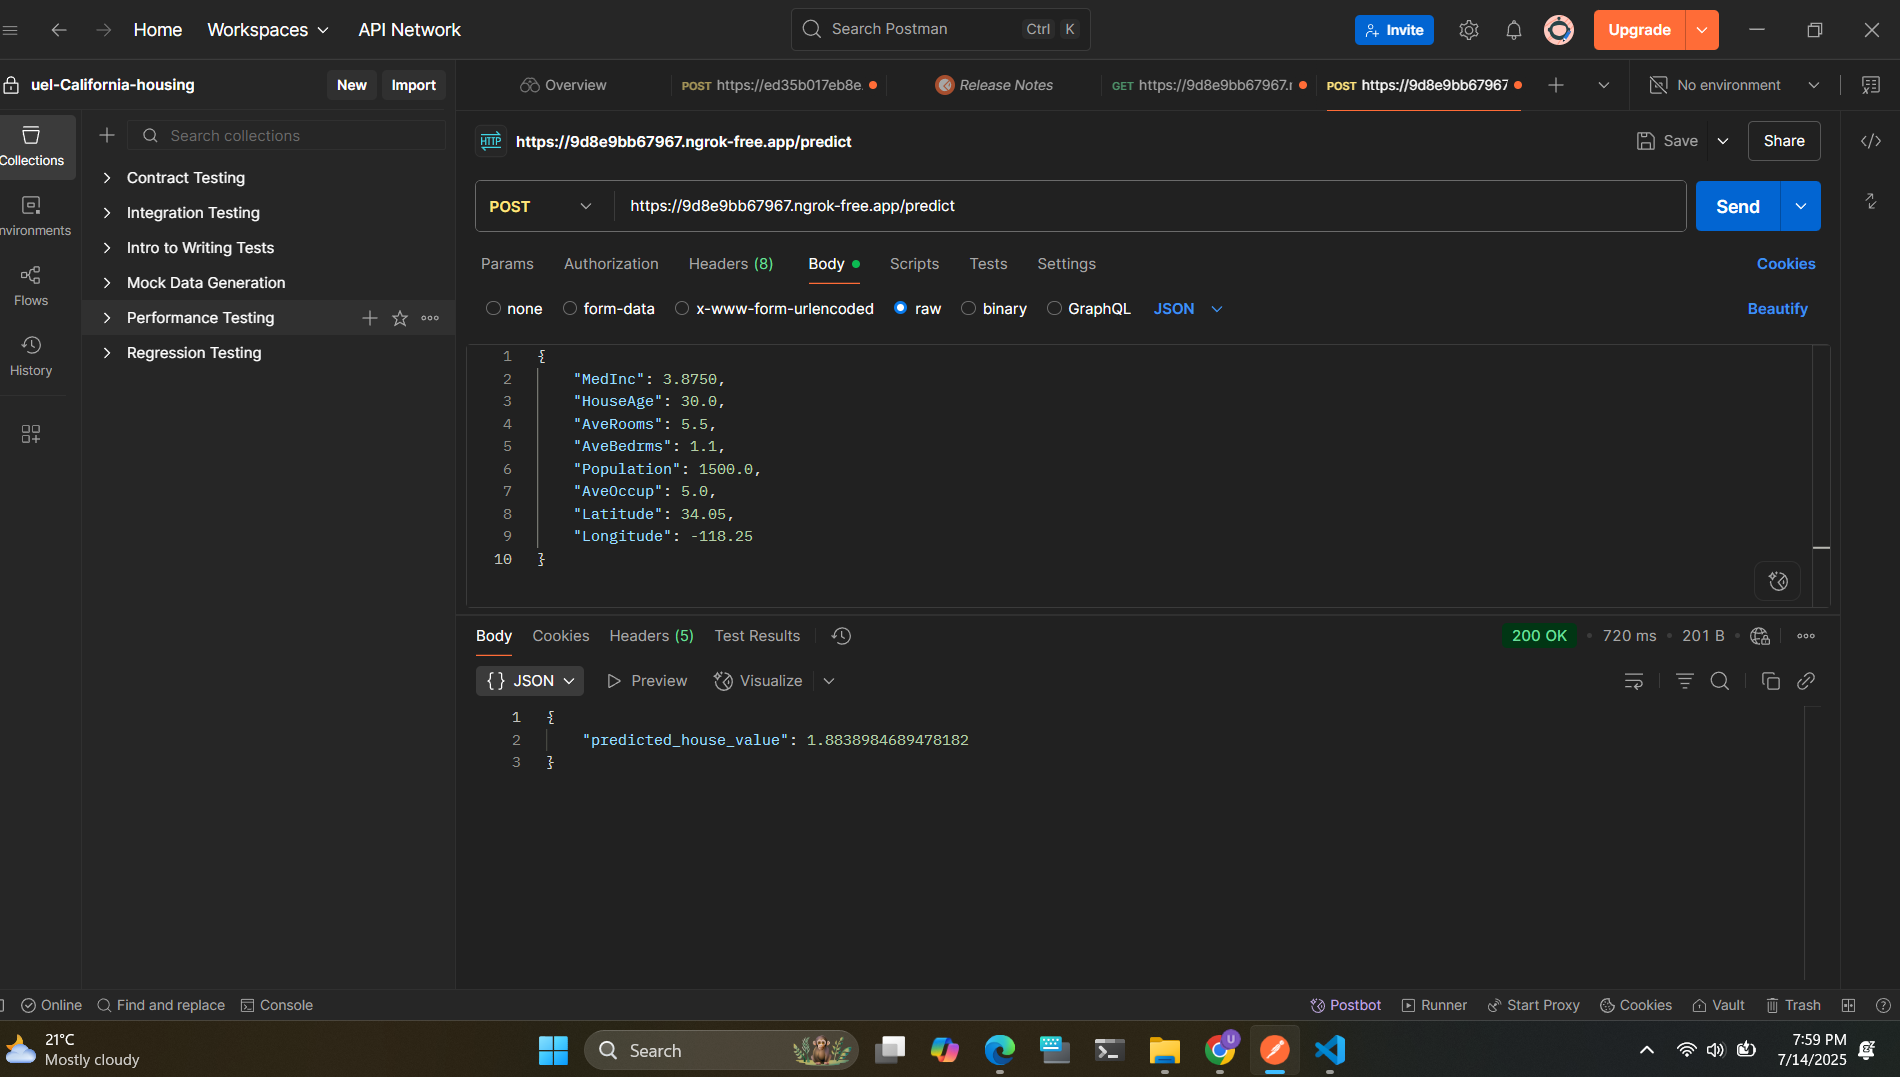 Home
Workspaces
API Network
Search Postman
Ctrl
K
Invite
Upgrade
uel-California-housing
New
Import
Overview
POST https://ed35b017eb8e.
Release Notes
GET https://9d8e9bb67967.r
POST https://9d8e9bb67967
No environment
Collections
nvironments
Flows
History
Search collections
Contract Testing
Integration Testing
Intro to Writing Tests
Mock Data Generation
Performance Testing
Regression Testing
HTTP
https://9d8e9bb67967.ngrok-free.app/predict
Save
Share
POST
https://9d8e9bb67967.ngrok-free.app/predict
Send
Params
Authorization
Headers (8)
Body
Scripts
Tests
Settings
Cookies
none
form-data
x-www-form-urlencoded
raw
binary
GraphQL
JSON
Beautify
1 {
2 "MedInc": 3.8750,
3 "HouseAge": 30.0,
4 "AveRooms": 5.5,
5 "AveBedrms": 1.1,
6 "Population": 1500.0,
7 "AveOccup": 5.0,
8 "Latitude": 34.05,
9 "Longitude": -118.25
10 }
Body
Cookies
Headers (5)
Test Results
200 OK
720 ms
201 B
{} JSON
Preview
Visualize
1 {
2 "predicted_house_value": 1.8838984689478182
3 }
Online
Find and replace
Console
Postbot
Runner
Start Proxy
Cookies
Vault
Trash
21°C
Mostly cloudy
Search
U
7:59 PM
7/14/2025